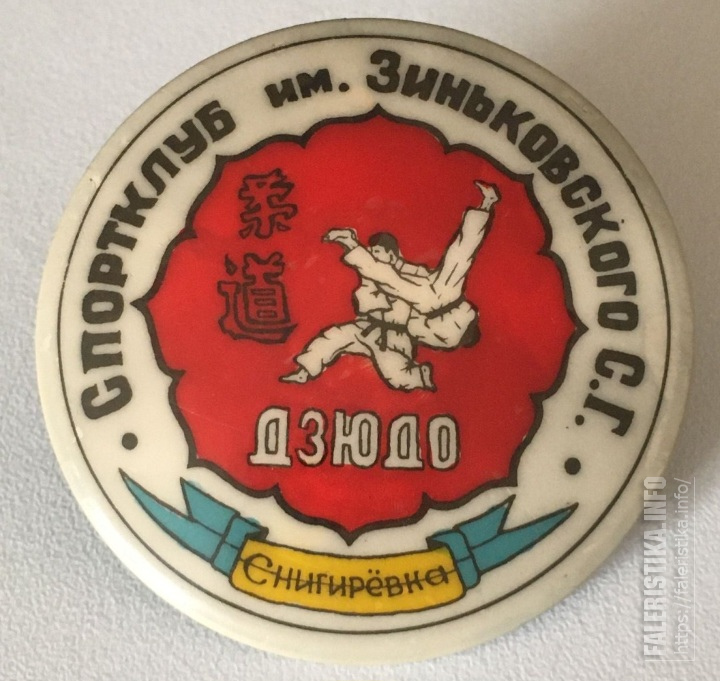 • СПОРТКЛУБ им. ЗИНЬКОВСКОГО С.Г. •
柔道
ДЗЮДО
Снигирёвка
FALERISTIKA.INFO
https://faleristika.info/